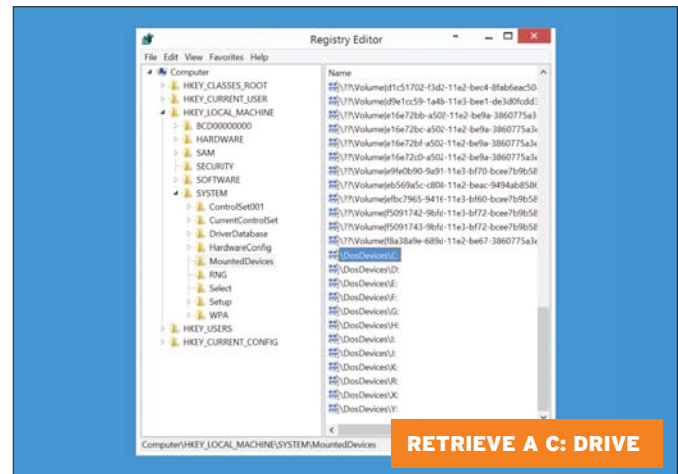 Registry Editor
File Edit View Favorites Help
Computer
HKEY_CLASSES_ROOT
HKEY_CURRENT_USER
HKEY_LOCAL_MACHINE
BCD00000000
HARDWARE
SAM
SECURITY
SOFTWARE
SYSTEM
ControlSet001
CurrentControlSet
DriverDatabase
HardwareConfig
MountedDevices
RNG
Select
Setup
WPA
HKEY_USERS
HKEY_CURRENT_CONFIG
Name
\??\Volume{d1c51702-f3d2-11e2-bec4-8fab6eac50
\??\Volume{d9e1cc59-1a4b-11e3-bee1-de3d0fcdd
\??\Volume{e16e72bb-a502-11e2-be9a-3860775a3
\??\Volume{e16e72bc-a502-11e2-be9a-3860775a3
\??\Volume{e16e72bf-a502-11e2-be9a-3860775a3
\??\Volume{e16e72c0-a502-11e2-be9a-3860775a3
\??\Volume{e9fe0b90-9a91-11e3-bf70-bcee7b9b58
\??\Volume{eb569a5c-c808-11e2-beac-9494ab858
\??\Volume{efbc7965-9416-11e3-bf60-bcee7b9b58
\??\Volume{f5091742-9bfd-11e3-bf72-bcee7b9b58
\??\Volume{f5091743-9bfd-11e3-bf72-bcee7b9b58
\??\Volume{f8a38a9e-689d-11e2-be67-3860775a3
\DosDevices\C:
\DosDevices\D:
\DosDevices\E:
\DosDevices\F:
\DosDevices\G:
\DosDevices\H:
\DosDevices\I:
\DosDevices\J:
\DosDevices\K:
\DosDevices\R:
\DosDevices\X:
\DosDevices\Y:
Computer\HKEY_LOCAL_MACHINE\SYSTEM\MountedDevices
RETRIEVE A C: DRIVE